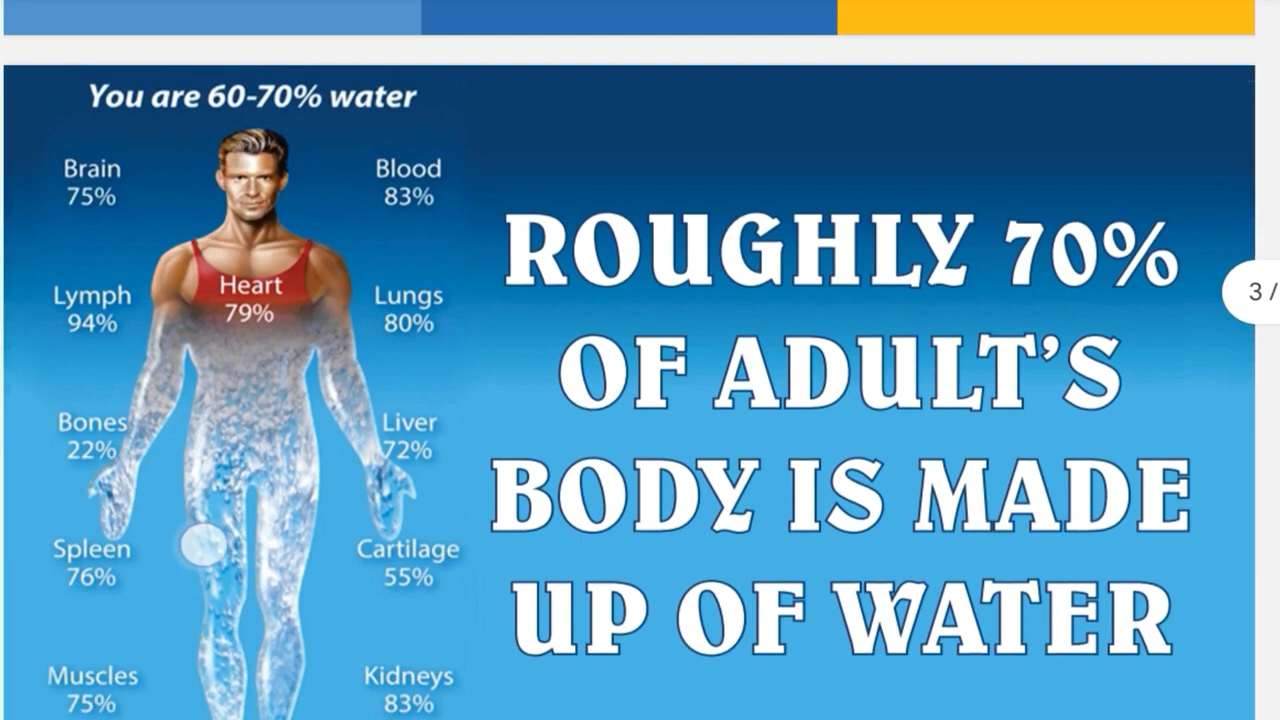 You are 60-70% water
Brain
75%
Blood
83%
Heart
79%
Lymph
94%
Lungs
80%
Bones
22%
Liver
72%
Spleen
76%
Cartilage
55%
Muscles
75%
Kidneys
83%
ROUGHLY 70%
OF ADULT'S
BODY IS MADE
UP OF WATER
3 /